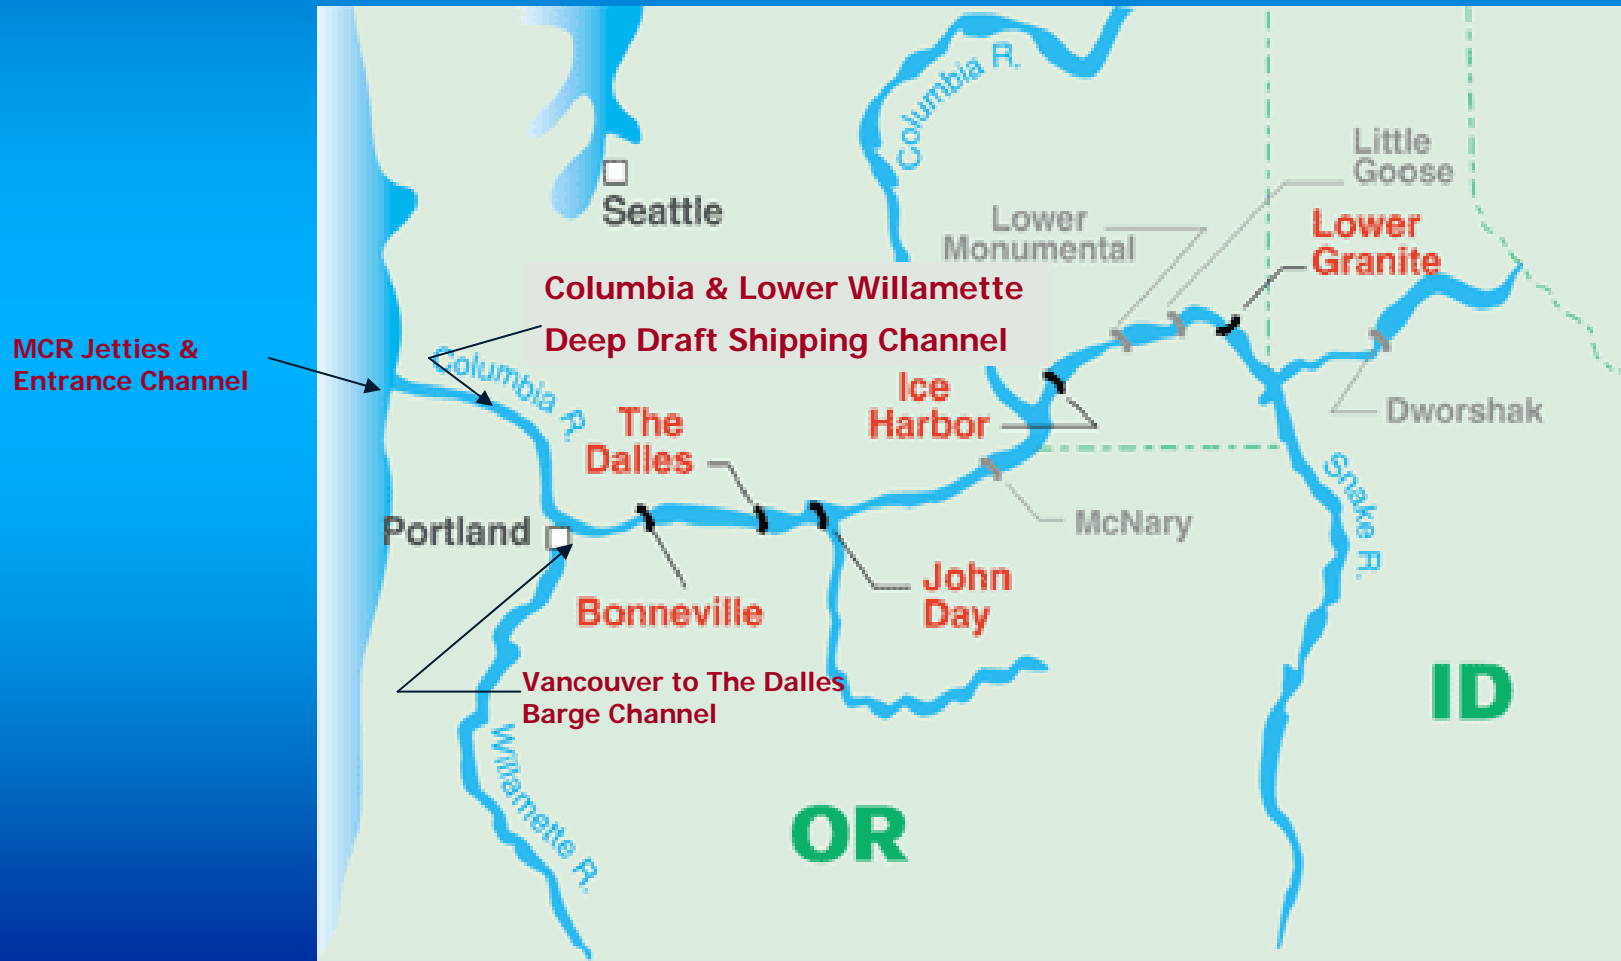 Columbia R.
Little
Goose
Seattle
Lower
Monumental
Lower
Granite
Columbia & Lower Willamette
Deep Draft Shipping Channel
MCR Jetties &
Entrance Channel
Columbia R.
Ice
Harbor
Dworshak
The
Dalles
Snake R.
Portland
McNary
Bonneville
John
Day
Vancouver to The Dalles
Barge Channel
ID
Willamette R.
OR